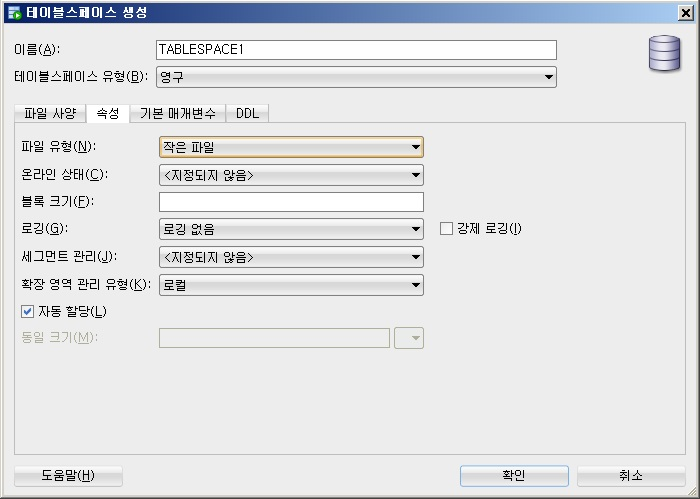 테이블스페이스 생성
이름(A): TABLESPACE1
테이블스페이스 유형(B): 영구
파일 사양 속성 기본 매개변수 DDL
파일 유형(N): 작은 파일
온라인 상태(C): <지정되지 않음>
블록 크기(F):
로깅(G): 로깅 없음 강제 로깅(I)
세그먼트 관리(J): <지정되지 않음>
확장 영역 관리 유형(K): 로컬
자동 할당(L)
동일 크기(M):
도움말(H) 확인 취소